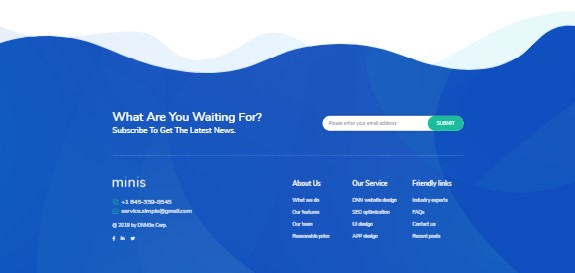 What Are You Waiting For?
Subscribe To Get The Latest News.
Please enter your email address
SUBMIT
minis
+1 845-359-0545
service.simple@gmail.com
@ 2019 by DNNGo Corp.
About Us
What we do
Our features
Our team
Reasonable price
Our Service
DNN website design
SEO optimization
UI design
APP design
Friendly links
Industry experts
FAQs
Contact us
Recent posts